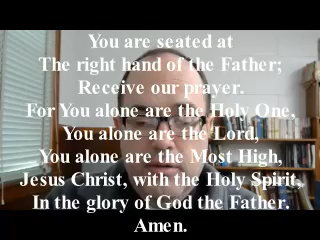 You are seated at
The right hand of the Father;
Receive our prayer.
For You alone are the Holy One,
You alone are the Lord,
You alone are the Most High,
Jesus Christ, with the Holy Spirit,
In the glory of God the Father.
Amen.